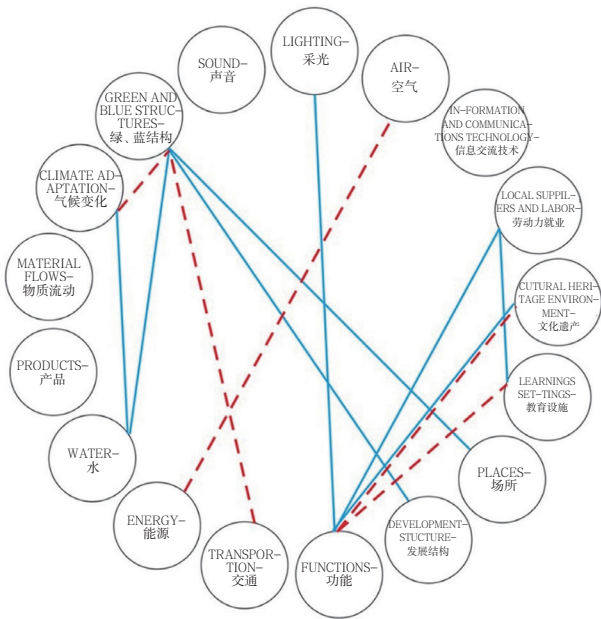 LIGHTING–
采光
SOUND–
声音
AIR–
空气
GREEN AND
BLUE STRUC–
TURES–
绿、蓝结构
IN–FORMATION
AND COMMUNICA–
TIONS TECHNOLOGY–
信息交流技术
CLIMATE AD–
APTATION–
气候变化
LOCAL SUPPIL–
ERS AND LABOR–
劳动力就业
MATERIAL
FLOWS–
物质流动
CUTURAL HERI–
TAGE ENVIRON–
MENT–
文化遗产
PRODUCTS–
产品
LEARNINGS
SET–TINGS–
教育设施
WATER–
水
PLACES–
场所
ENERGY–
能源
DEVELOPMENT–
STUCTURE–
发展结构
TRANSPOR–
TION–
交通
FUNCTIONS–
功能